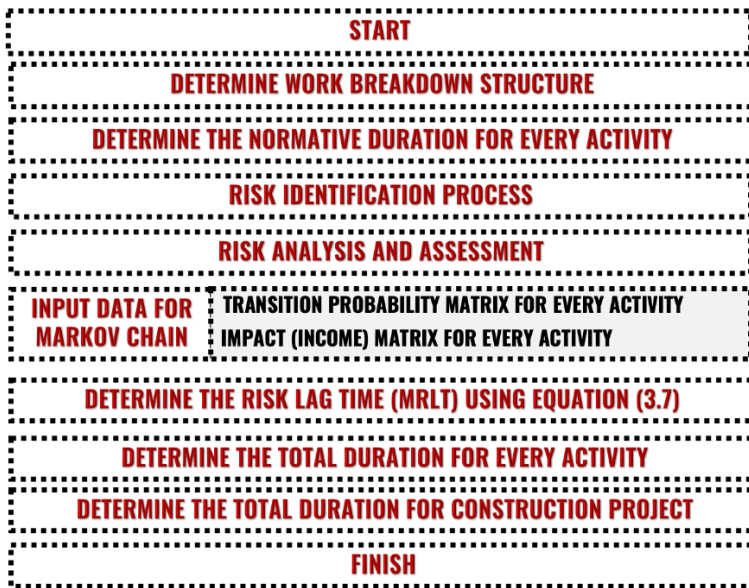 START
DETERMINE WORK BREAKDOWN STRUCTURE
DETERMINE THE NORMATIVE DURATION FOR EVERY ACTIVITY
RISK IDENTIFICATION PROCESS
RISK ANALYSIS AND ASSESSMENT
INPUT DATA FOR
MARKOV CHAIN
TRANSITION PROBABILITY MATRIX FOR EVERY ACTIVITY
IMPACT (INCOME) MATRIX FOR EVERY ACTIVITY
DETERMINE THE RISK LAG TIME (MRLT) USING EQUATION (3.7)
DETERMINE THE TOTAL DURATION FOR EVERY ACTIVITY
DETERMINE THE TOTAL DURATION FOR CONSTRUCTION PROJECT
FINISH